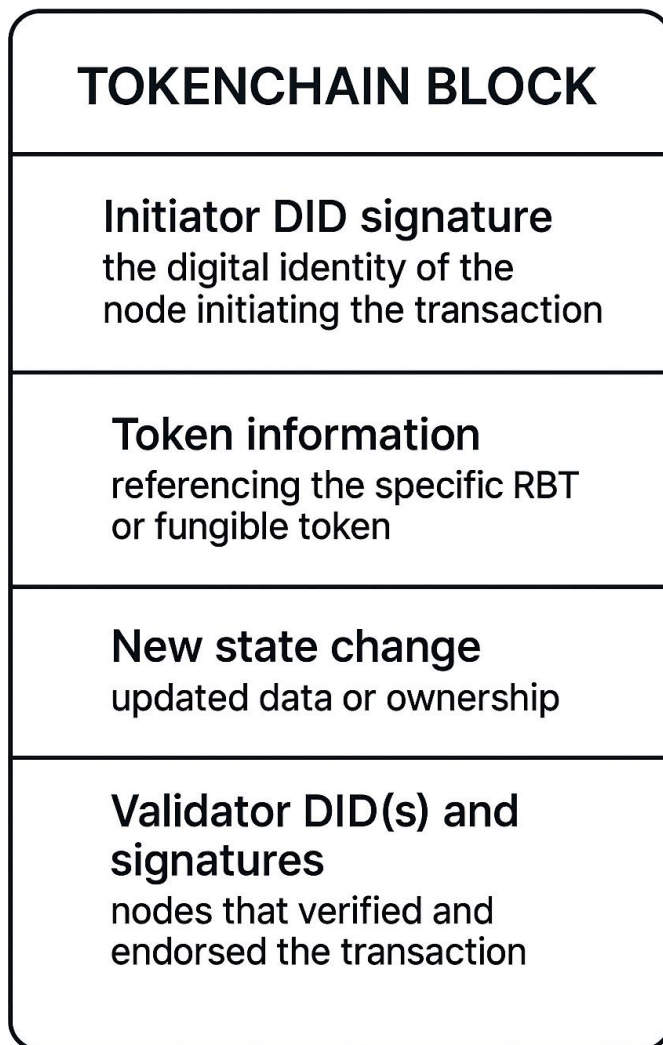 TOKENCHAIN BLOCK
Initiator DID signature
the digital identity of the
node initiating the transaction
Token information
referencing the specific RBT
or fungible token
New state change
updated data or ownership
Validator DID(s) and
signatures
nodes that verified and
endorsed the transaction